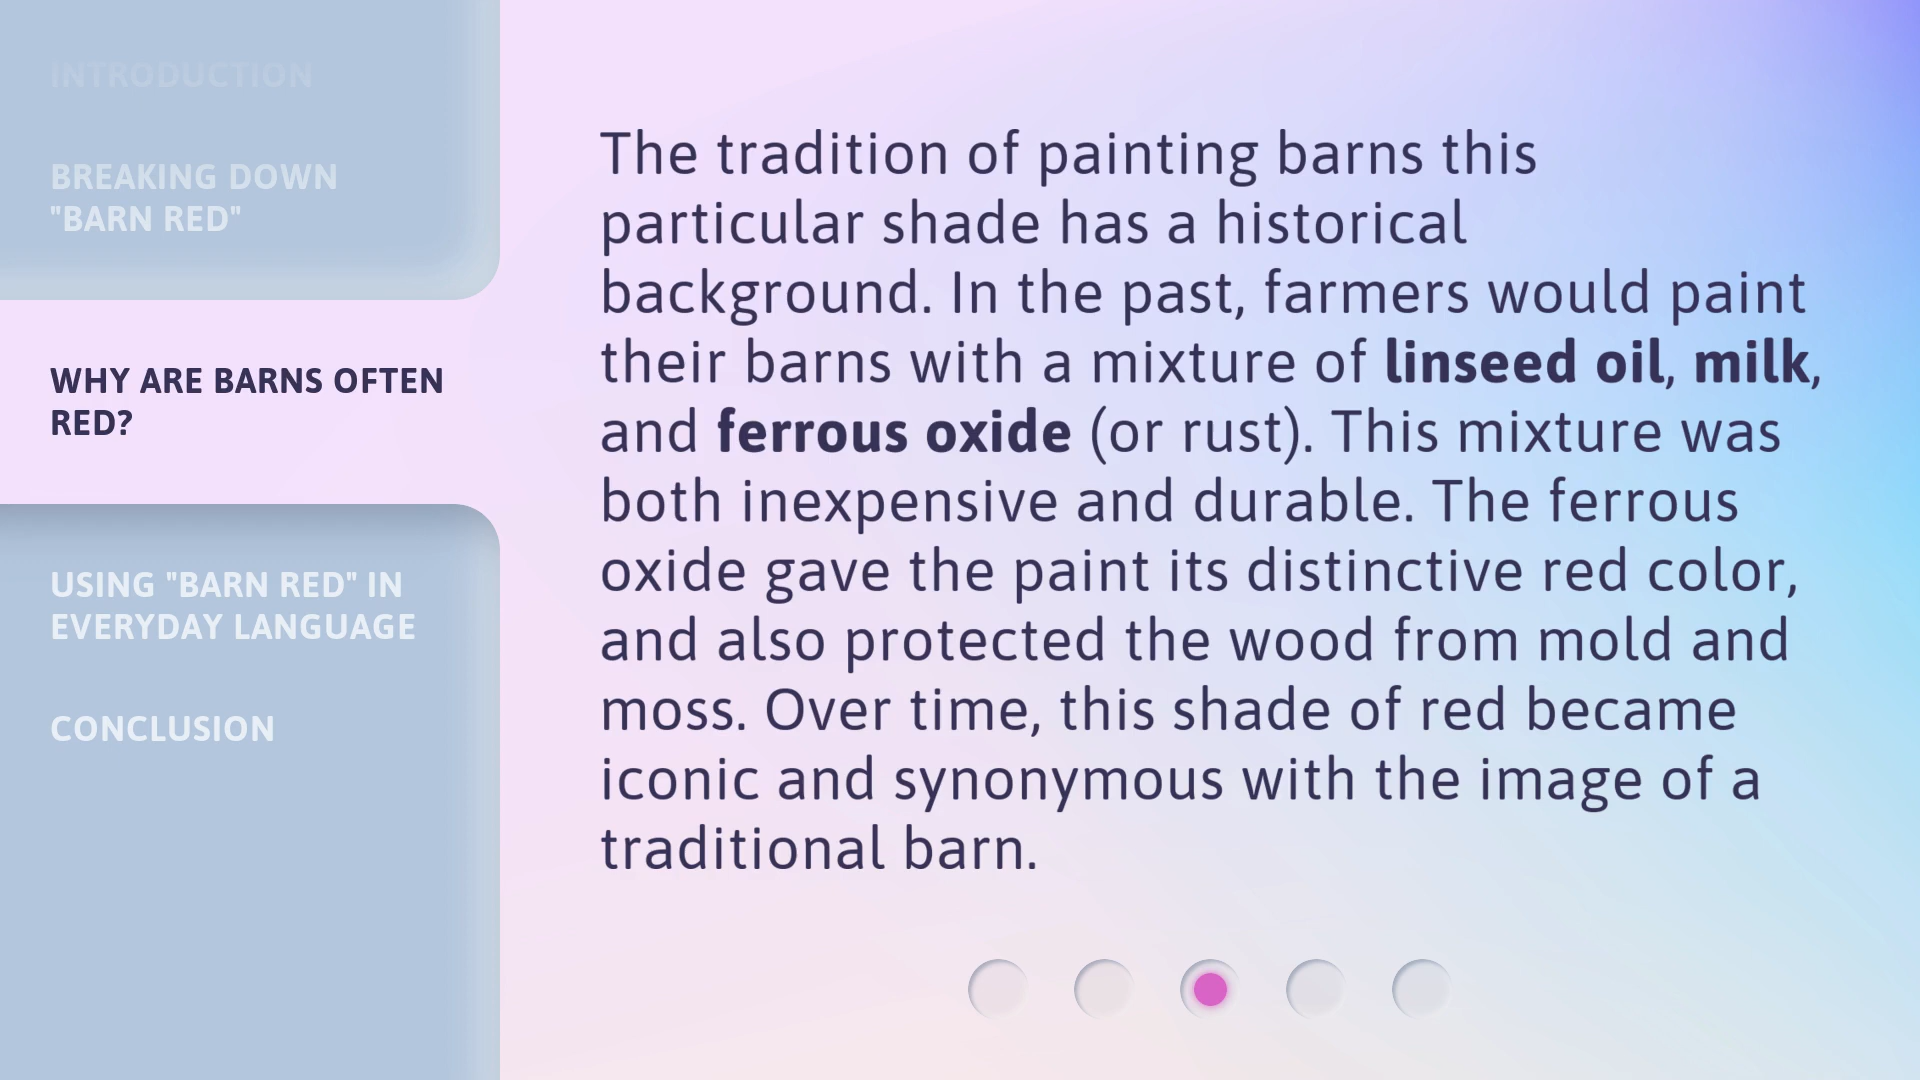 INTRODUCTION
BREAKING DOWN
"BARN RED"
WHY ARE BARNS OFTEN
RED?
USING "BARN RED" IN
EVERYDAY LANGUAGE
CONCLUSION
The tradition of painting barns this
particular shade has a historical
background. In the past, farmers would paint
their barns with a mixture of linseed oil, milk,
and ferrous oxide (or rust). This mixture was
both inexpensive and durable. The ferrous
oxide gave the paint its distinctive red color,
and also protected the wood from mold and
moss. Over time, this shade of red became
iconic and synonymous with the image of a
traditional barn.